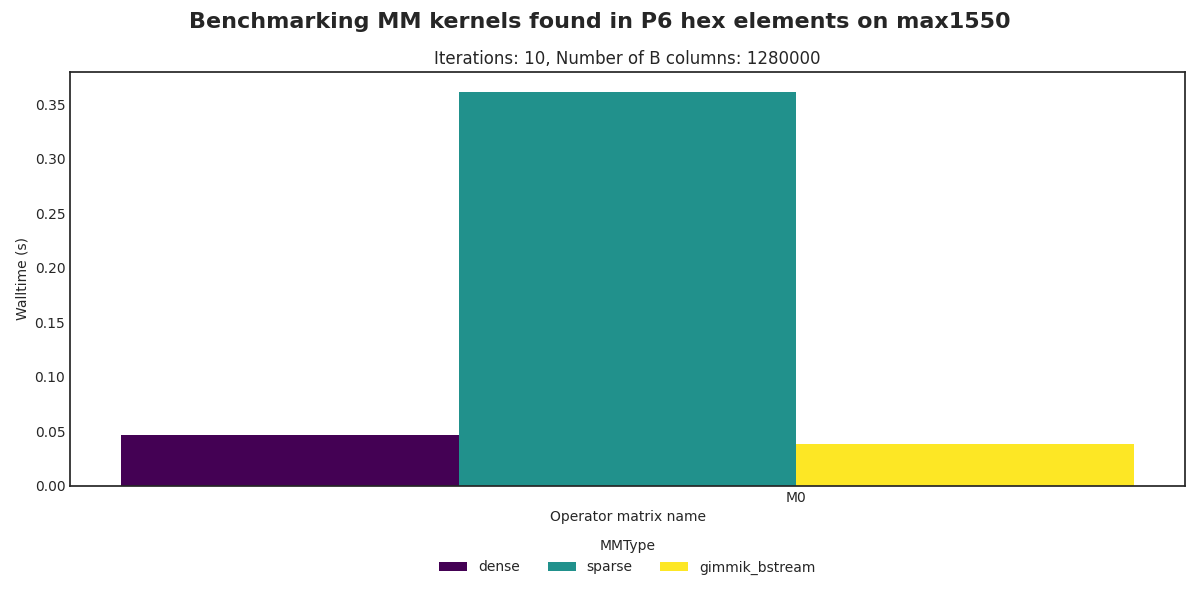 Benchmarking MM kernels found in P6 hex elements on max1550
Iterations: 10, Number of B columns: 1280000
Walltime (s)
0.35
0.30
0.25
0.20
0.15
0.10
0.05
0.00
M0
Operator matrix name
MMType
dense sparse gimmik_bstream